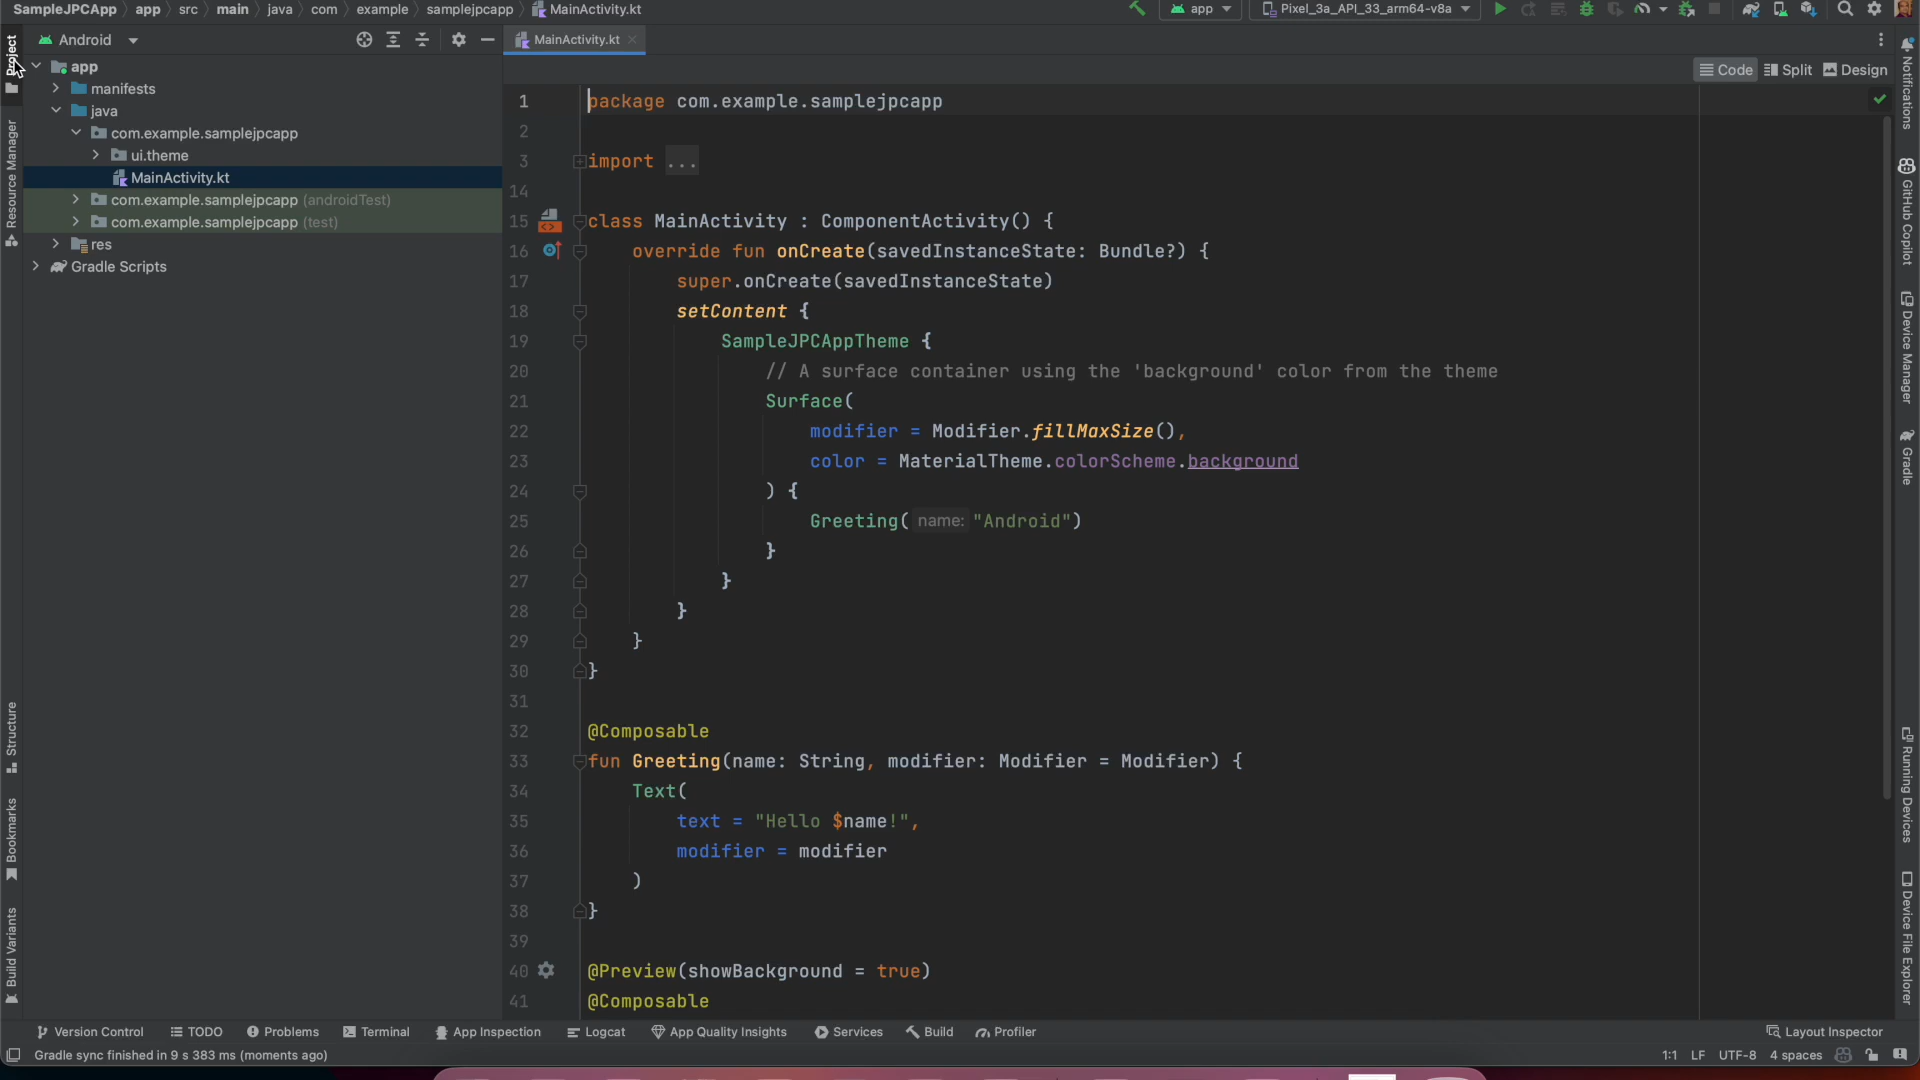 SampleJPCApp app src main java com example samplejpcapp MainActivity.kt app Pixel_3a_API_33_arm64-v8a
Android MainActivity.kt
Code Split Design
Project
Resource Manager
Structure
Bookmarks
Build Variants
app
manifests
java
com.example.samplejpcapp
ui.theme
MainActivity.kt
com.example.samplejpcapp (androidTest)
com.example.samplejpcapp (test)
res
Gradle Scripts
1 package com.example.samplejpcapp
2
3 import ...
14
15 class MainActivity : ComponentActivity() {
16 override fun onCreate(savedInstanceState: Bundle?) {
17 super.onCreate(savedInstanceState)
18 setContent {
19 SampleJPCAppTheme {
20 // A surface container using the 'background' color from the theme
21 Surface(
22 modifier = Modifier.fillMaxSize(),
23 color = MaterialTheme.colorScheme.background
24 ) {
25 Greeting( name: "Android")
26 }
27 }
28 }
29 }
30 }
31
32 @Composable
33 fun Greeting(name: String, modifier: Modifier = Modifier) {
34 Text(
35 text = "Hello $name!",
36 modifier = modifier
37 )
38 }
39
40 @Preview(showBackground = true)
41 @Composable
Notifications
GitHub Copilot
Device Manager
Gradle
Running Devices
Device File Explorer
Version Control TODO Problems Terminal App Inspection Logcat App Quality Insights Services Build Profiler Layout Inspector
Gradle sync finished in 9 s 383 ms (moments ago) 1:1 LF UTF-8 4 spaces